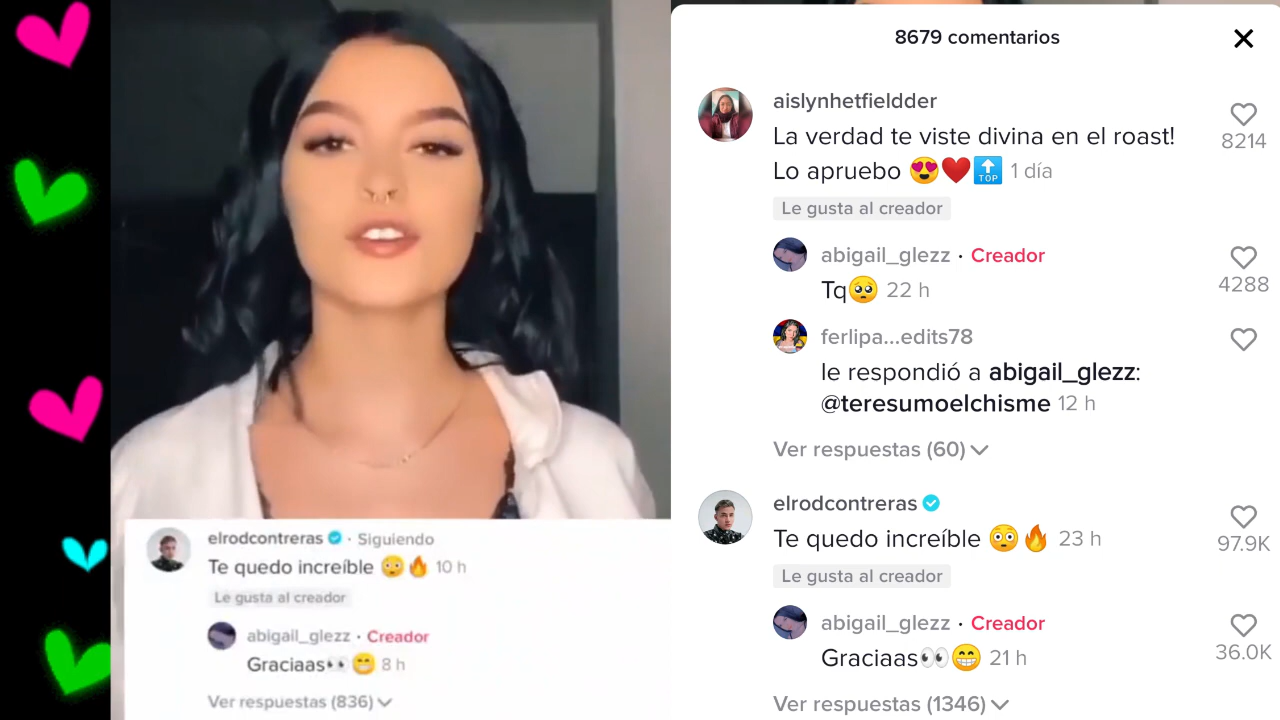 elrodcontreras · Siguiendo
Te quedo increíble 😳🔥 10 h
Le gusta al creador
abigail_glezz · Creador
Graciaas👀😁 8 h
Ver respuestas (836)
8679 comentarios
aislynhetfieldder
La verdad te viste divina en el roast!
Lo apruebo 😍❤️🔝 1 día
8214
Le gusta al creador
abigail_glezz · Creador
Tq🥺 22 h
4288
ferlipa...edits78
le respondió a abigail_glezz:
@teresumoelchisme 12 h
Ver respuestas (60)
elrodcontreras
Te quedo increíble 😳🔥 23 h
97.9K
Le gusta al creador
abigail_glezz · Creador
Graciaas👀😁 21 h
36.0K
Ver respuestas (1346)